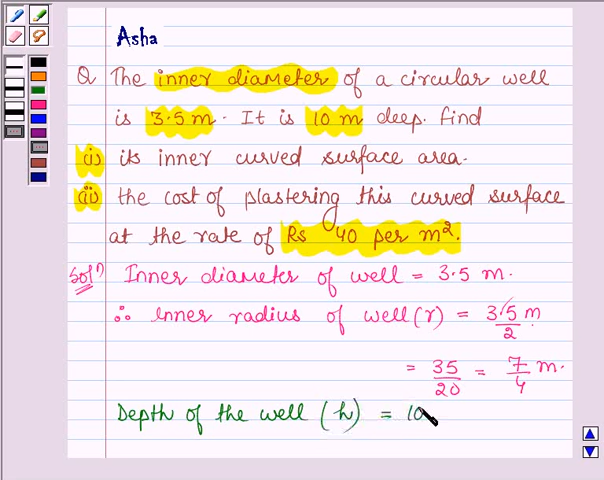 Asha
Q The inner diameter of a circular well
is 3.5 m. It is 10 m deep. find
(i) its inner curved surface area.
(ii) the cost of plastering this curved surface
at the rate of Rs 40 per m².
Solⁿ Inner diameter of well = 3.5 m.
∴ Inner radius of well (r) = 3.5/2 m
= 35/20 = 7/4 m.
Depth of the well (h) = 10